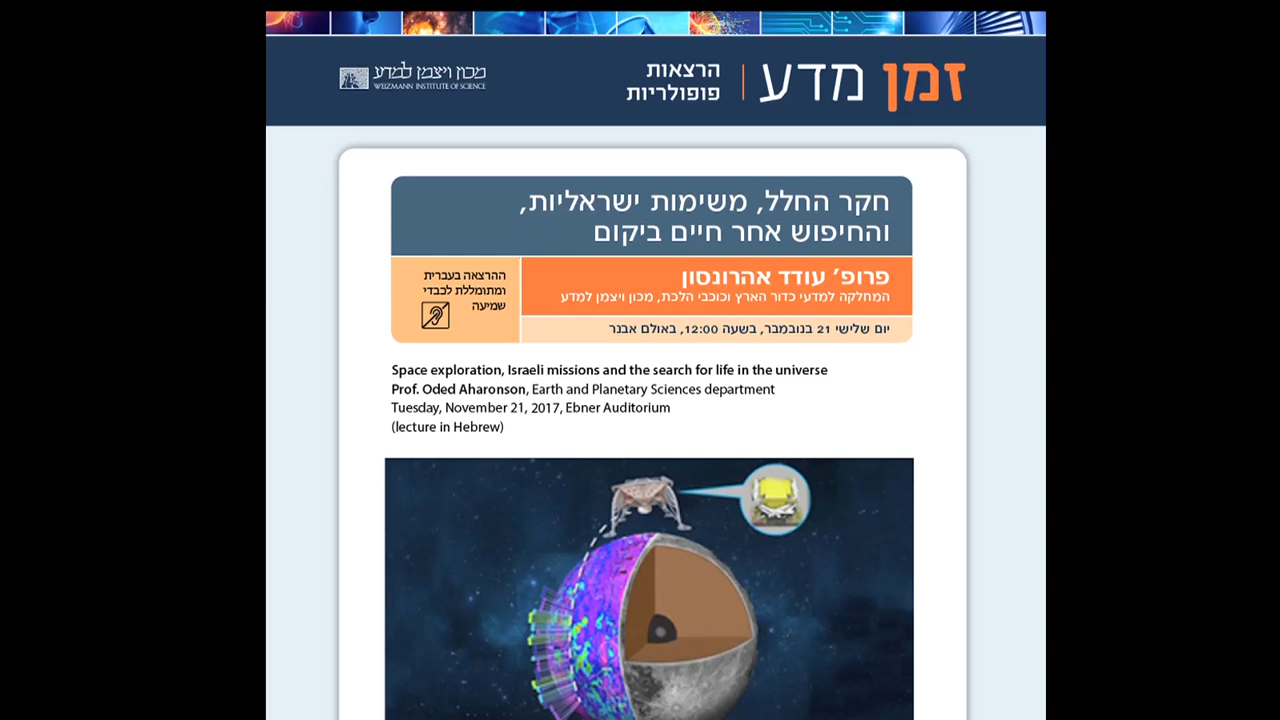 זמן מדע
הרצאות
פופולריות
מכון ויצמן למדע
WEIZMANN INSTITUTE OF SCIENCE
חקר החלל, משימות ישראליות,
והחיפוש אחר חיים ביקום
פרופ׳ עודד אהרונסון
המחלקה למדעי כדור הארץ וכוכבי הלכת, מכון ויצמן למדע
יום שלישי 21 בנובמבר, בשעה 12:00, באולם אבנר
ההרצאה בעברית
ומתומללת לכבדי
שמיעה
Space exploration, Israeli missions and the search for life in the universe
Prof. Oded Aharonson, Earth and Planetary Sciences department
Tuesday, November 21, 2017, Ebner Auditorium
(lecture in Hebrew)